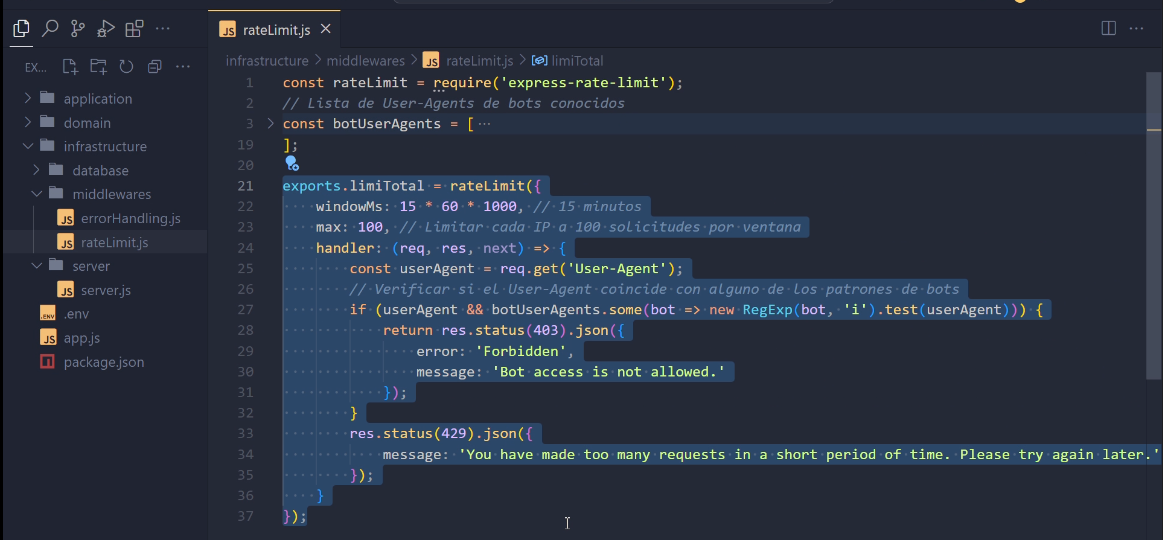 rateLimit.js
EX...
infrastructure > middlewares > rateLimit.js > limiTotal
application
domain
infrastructure
database
middlewares
errorHandling.js
rateLimit.js
server
server.js
.env
app.js
package.json
1 const rateLimit = require('express-rate-limit');
2 // Lista de User-Agents de bots conocidos
3 const botUserAgents = [ ...
19 ];
20
21 exports.limiTotal = rateLimit({
22 windowMs: 15 * 60 * 1000, // 15 minutos
23 max: 100, // Limitar cada IP a 100 solicitudes por ventana
24 handler: (req, res, next) => {
25 const userAgent = req.get('User-Agent');
26 // Verificar si el User-Agent coincide con alguno de los patrones de bots
27 if (userAgent && botUserAgents.some(bot => new RegExp(bot, 'i').test(userAgent))) {
28 return res.status(403).json({
29 error: 'Forbidden',
30 message: 'Bot access is not allowed.'
31 });
32 }
33 res.status(429).json({
34 message: 'You have made too many requests in a short period of time. Please try again later.'
35 });
36 }
37 });